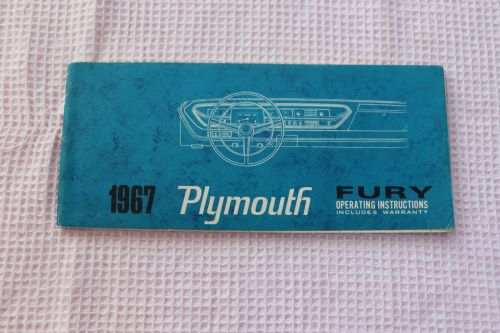 1967 Plymouth FURY
OPERATING INSTRUCTIONS
INCLUDES WARRANTY